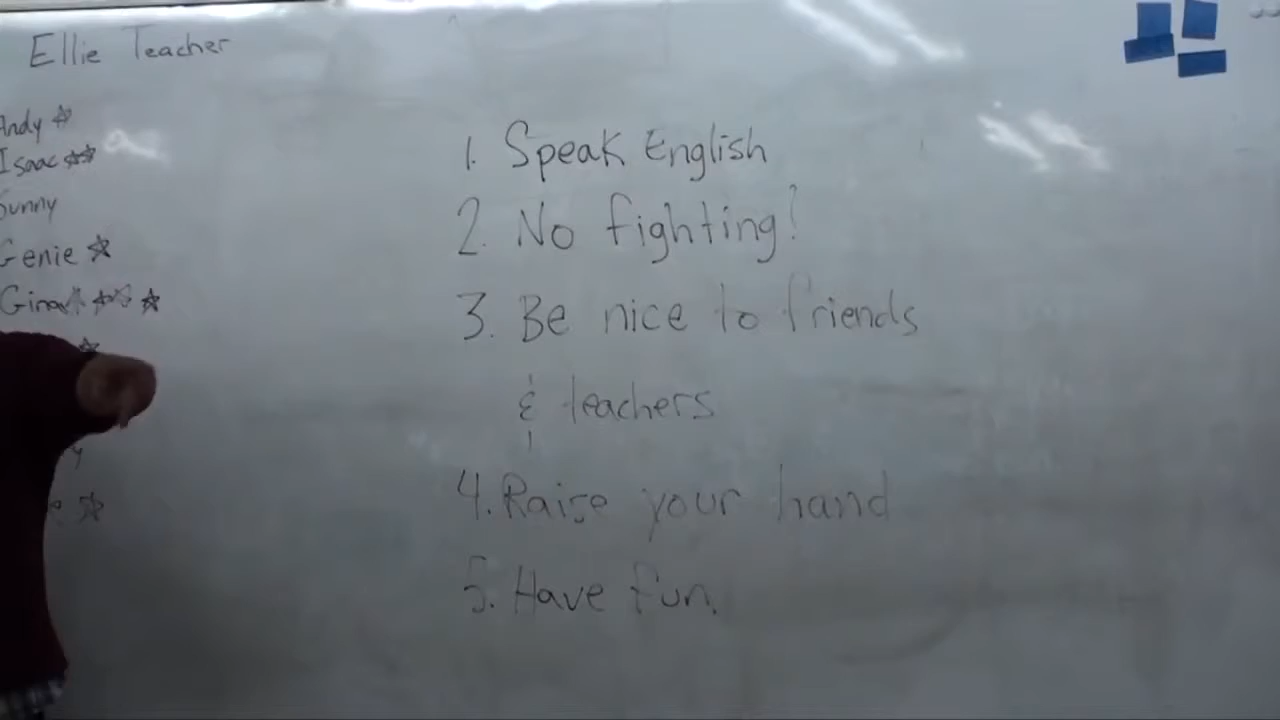 Ellie Teacher
Andy
Isaac
Sunny
Genie
Gina
1. Speak English
2. No fighting!
3. Be nice to friends
& teachers
4. Raise your hand
5. Have fun.